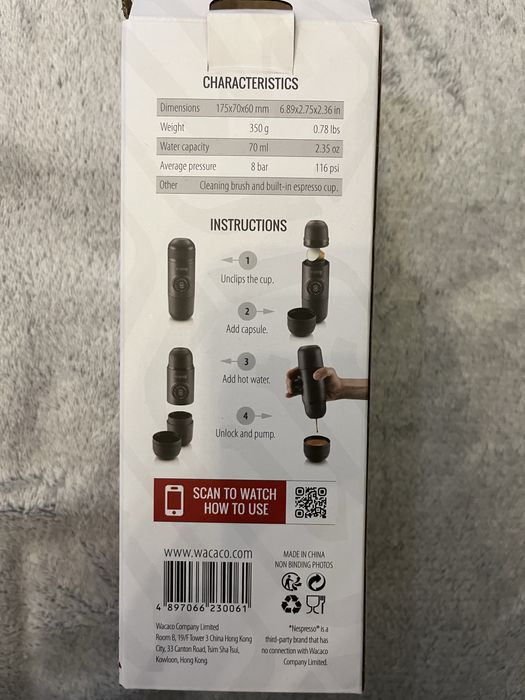 CHARACTERISTICS
Dimensions 175x70x60 mm 6.89x2.75x2.36 in
Weight 350 g 0.78 lbs
Water capacity 70 ml 2.35 oz
Average pressure 8 bar 116 psi
Other Cleaning brush and built-in espresso cup.
INSTRUCTIONS
1
Unclips the cup.
2
Add capsule.
3
Add hot water.
4
Unlock and pump.
SCAN TO WATCH
HOW TO USE
www.wacaco.com
4 897066 230061
Wacaco Company Limited
Room 8, 19/F Tower 3 China Hong Kong
City, 33 Canton Road, Tsim Sha Tsui,
Kowloon, Hong Kong.
MADE IN CHINA
NON BINDING PHOTOS
"Nespresso" is a
third-party brand that has
no connection with Wacaco
Company Limited.